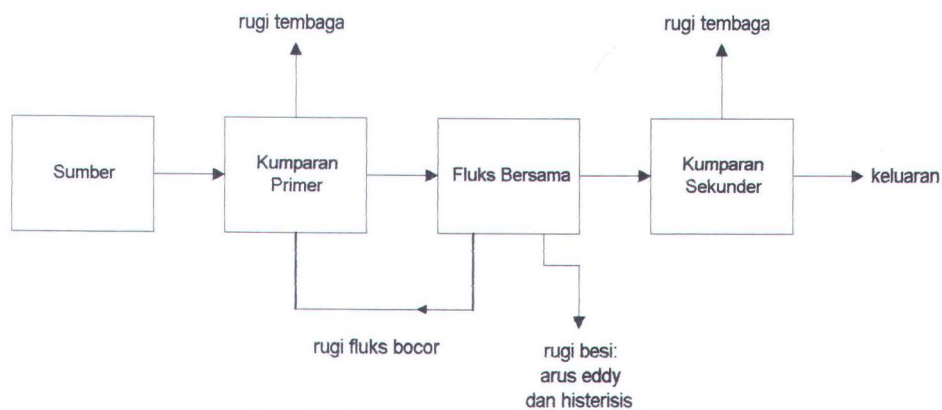 rugi tembaga
rugi tembaga
Sumber
Kumparan
Primer
Fluks Bersama
Kumparan
Sekunder
keluaran
rugi fluks bocor
rugi besi:
arus eddy
dan histerisis